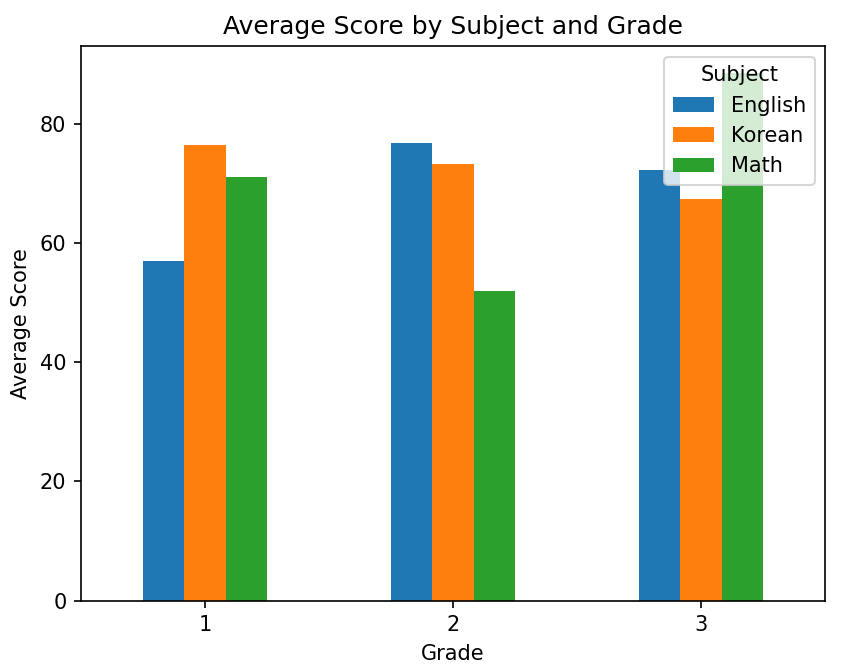 Average Score by Subject and Grade
Subject
English
Korean
Math
Average Score
80
60
40
20
0
1 2 3
Grade